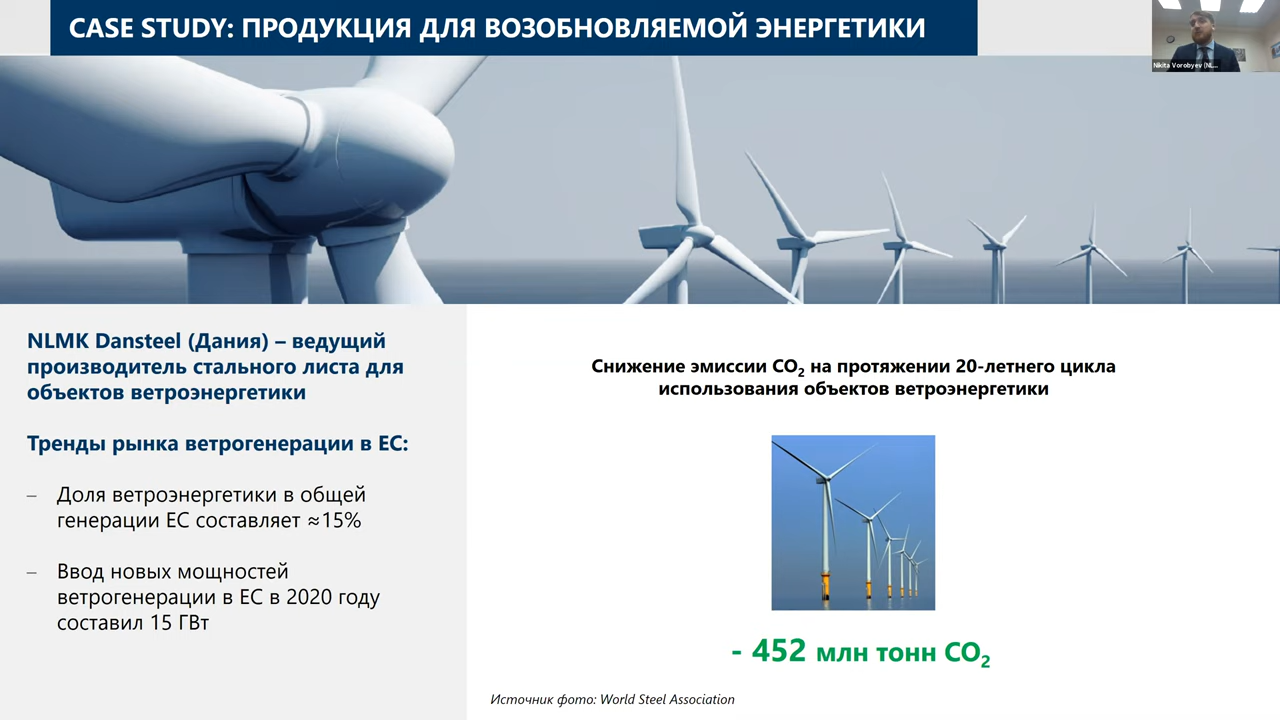 CASE STUDY: ПРОДУКЦИЯ ДЛЯ ВОЗОБНОВЛЯЕМОЙ ЭНЕРГЕТИКИ
Nikita Vorobyev (NL...
NLMK Dansteel (Дания) – ведущий
производитель стального листа для
объектов ветроэнергетики
Тренды рынка ветрогенерации в ЕС:
– Доля ветроэнергетики в общей
генерации ЕС составляет ≈15%
– Ввод новых мощностей
ветрогенерации в ЕС в 2020 году
составил 15 ГВт
Снижение эмиссии CO₂ на протяжении 20-летнего цикла
использования объектов ветроэнергетики
- 452 млн тонн CO₂
Источник фото: World Steel Association